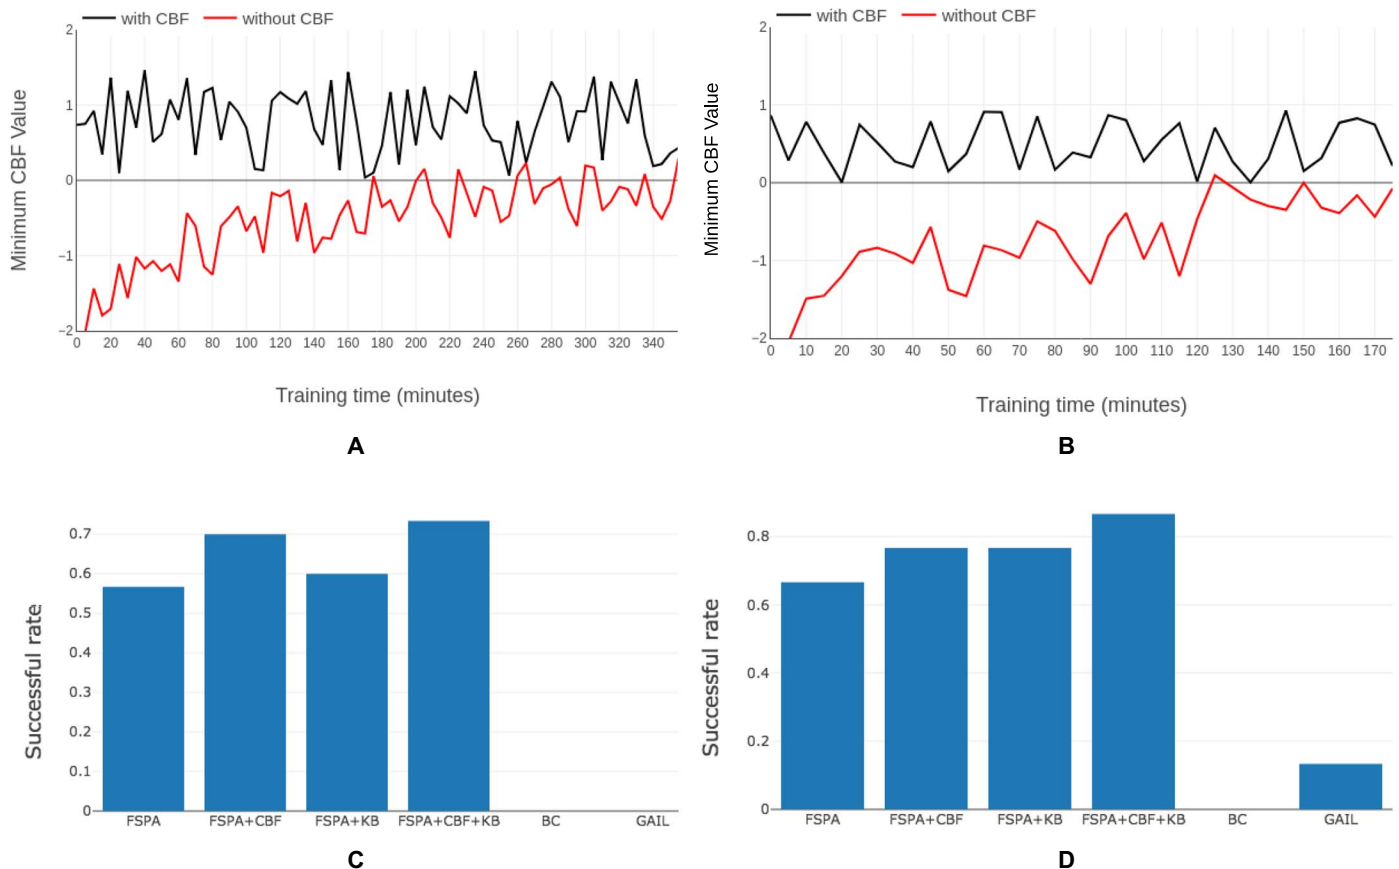 with CBF without CBF
2
1
0
−1
−2
Minimum CBF Value
0 20 40 60 80 100 120 140 160 180 200 220 240 260 280 300 320 340
Training time (minutes)
A
with CBF without CBF
2
1
0
−1
−2
Minimum CBF Value
0 10 20 30 40 50 60 70 80 90 100 110 120 130 140 150 160 170
Training time (minutes)
B
0.7
0.6
0.5
0.4
0.3
0.2
0.1
0
Successful rate
FSPA FSPA+CBF FSPA+KB FSPA+CBF+KB BC GAIL
C
0.8
0.6
0.4
0.2
0
Successful rate
FSPA FSPA+CBF FSPA+KB FSPA+CBF+KB BC GAIL
D